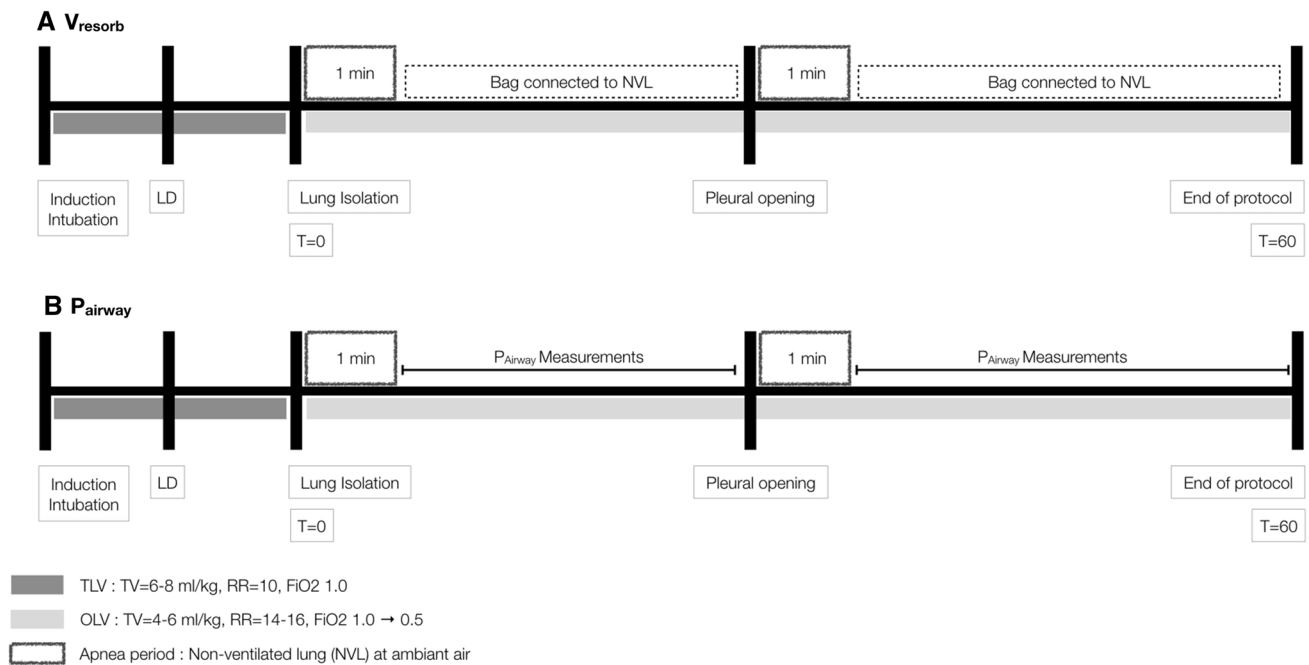 A Vresorb
1 min
Bag connected to NVL
1 min
Bag connected to NVL
Induction
Intubation
LD
Lung Isolation
Pleural opening
End of protocol
T=0
T=60
B Pairway
1 min
PAirway Measurements
1 min
PAirway Measurements
Induction
Intubation
LD
Lung Isolation
Pleural opening
End of protocol
T=0
T=60
TLV : TV=6-8 ml/kg, RR=10, FiO2 1.0
OLV : TV=4-6 ml/kg, RR=14-16, FiO2 1.0 → 0.5
Apnea period : Non-ventilated lung (NVL) at ambiant air